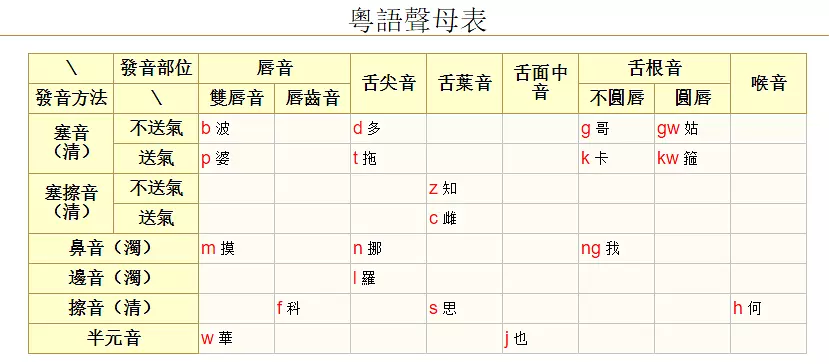 粵語聲母表
\ 發音部位 唇音 舌尖音 舌葉音 舌面中音 舌根音 喉音
發音方法 \ 雙唇音 唇齒音 不圓唇 圓唇
塞音（清） 不送氣 b 波 d 多 g 哥 gw 姑
送氣 p 婆 t 拖 k 卡 kw 箍
塞擦音（清） 不送氣 z 知
送氣 c 雌
鼻音（濁） m 摸 n 挪 ng 我
邊音（濁） l 羅
擦音（清） f 科 s 思 h 何
半元音 w 華 j 也